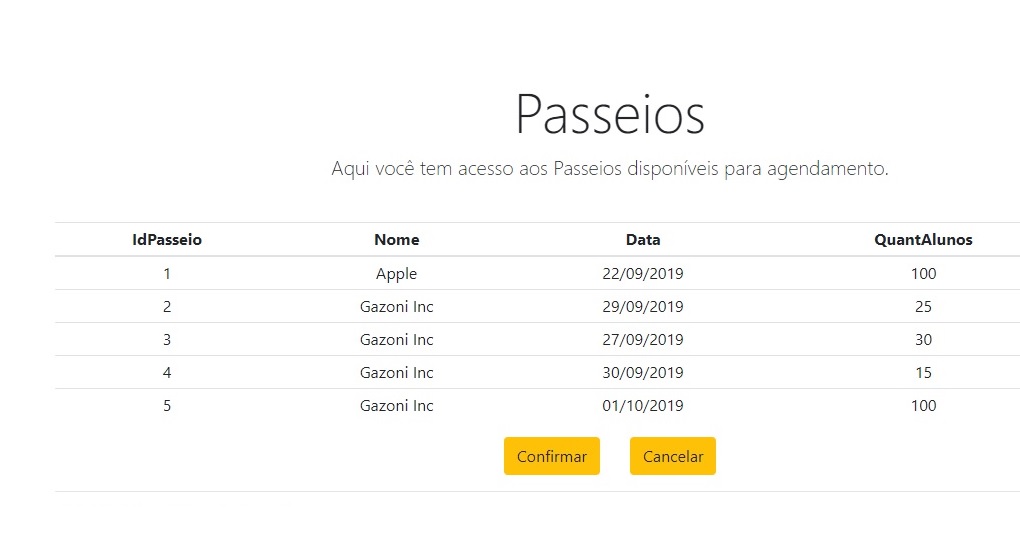 Passeios
Aqui você tem acesso aos Passeios disponíveis para agendamento.
IdPasseio Nome Data QuantAlunos
1 Apple 22/09/2019 100
2 Gazoni Inc 29/09/2019 25
3 Gazoni Inc 27/09/2019 30
4 Gazoni Inc 30/09/2019 15
5 Gazoni Inc 01/10/2019 100
Confirmar Cancelar